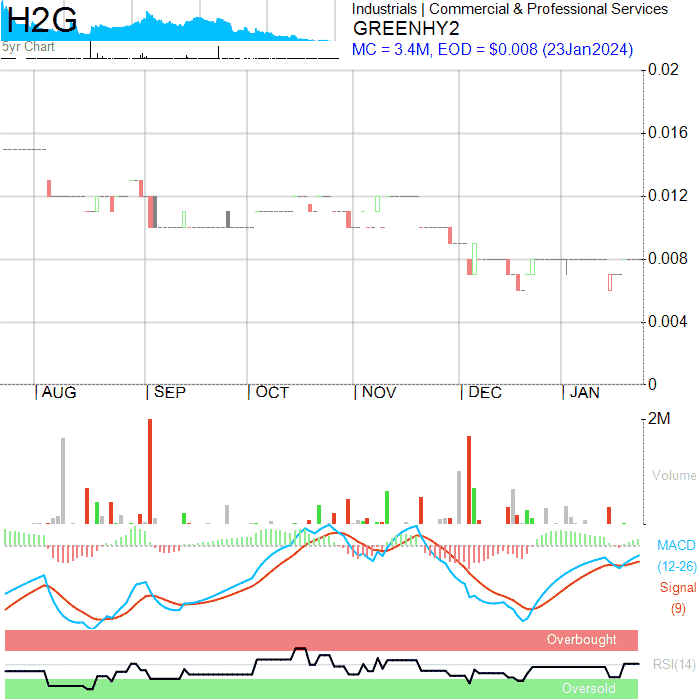 H2G
5yr Chart
Industrials | Commercial & Professional Services
GREENHY2
MC = 3.4M, EOD = $0.008 (23Jan2024)
0.02
0.016
0.012
0.008
0.004
0
AUG SEP OCT NOV DEC JAN
2M
Volume
MACD
(12-26)
Signal
(9)
Overbought
RSI(14)
Oversold